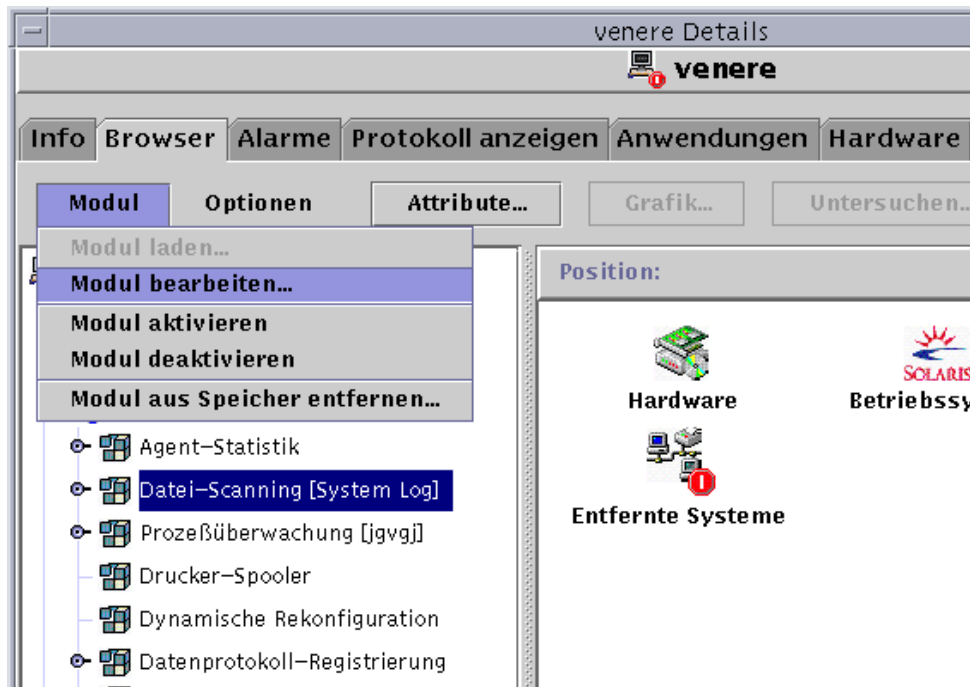 venere Details
venere
Info Browser Alarme Protokoll anzeigen Anwendungen Hardware
Modul Optionen Attribute... Grafik... Untersuchen...
Modul laden...
Modul bearbeiten...
Modul aktivieren
Modul deaktivieren
Modul aus Speicher entfernen...
Agent-Statistik
Datei-Scanning [System Log]
Prozeßüberwachung [jgvgj]
Drucker-Spooler
Dynamische Rekonfiguration
Datenprotokoll-Registrierung
Position:
SOLARIS
Hardware Betriebssy
Entfernte Systeme